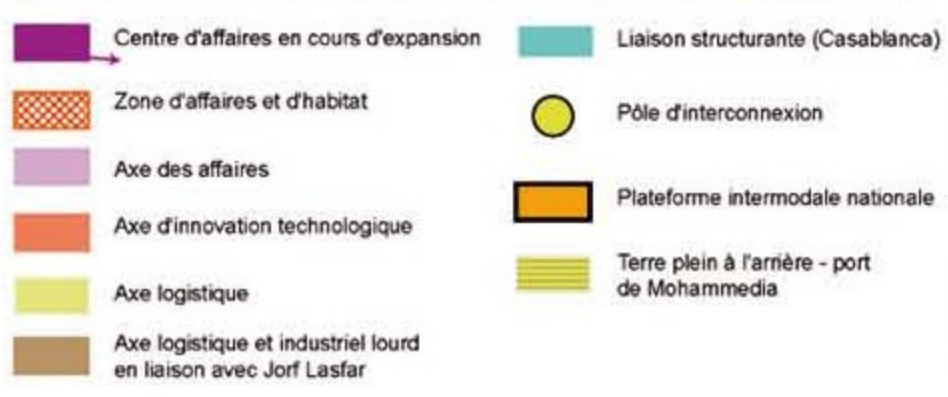 Centre d'affaires en cours d'expansion
Zone d'affaires et d'habitat
Axe des affaires
Axe d'innovation technologique
Axe logistique
Axe logistique et industriel lourd
en liaison avec Jorf Lasfar
Liaison structurante (Casablanca)
Pôle d'interconnexion
Plateforme intermodale nationale
Terre plein à l'arrière - port
de Mohammedia